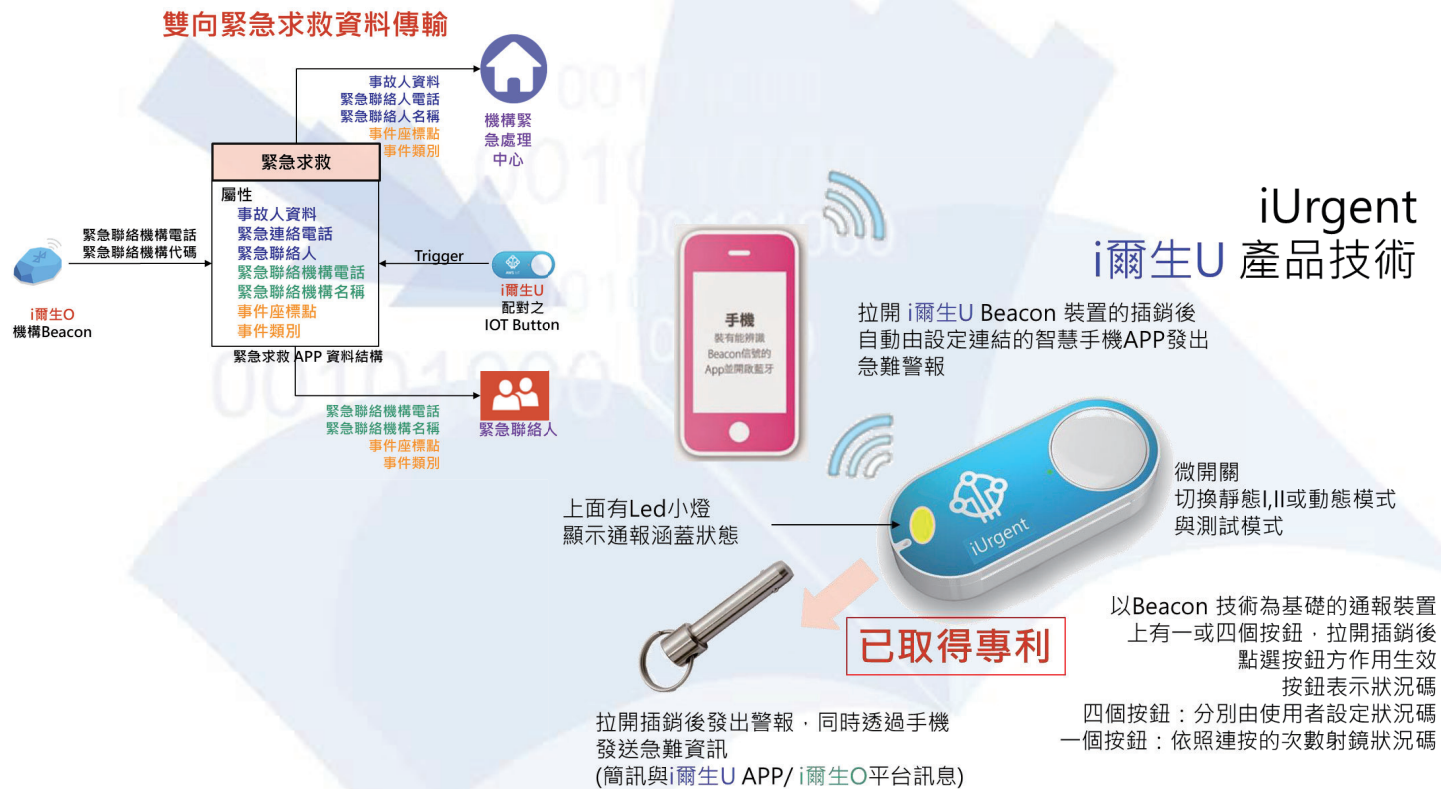 雙向緊急求救資料傳輸
事故人資料
緊急聯絡人電話
緊急聯絡人名稱
事件座標點
事件類別
機構緊
急處理
中心
緊急求救
屬性
事故人資料
緊急連絡電話
緊急聯絡人
緊急聯絡機構電話
緊急聯絡機構名稱
事件座標點
事件類別
緊急求救 APP 資料結構
緊急聯絡機構電話
緊急聯絡機構代碼
i爾生O
機構Beacon
Trigger
i爾生U
配對之
IOT Button
緊急聯絡機構電話
緊急聯絡機構名稱
事件座標點
事件類別
緊急聯絡人
iUrgent
i爾生U 產品技術
手機
裝有能辨識
Beacon信號的
App並開啟藍牙
拉開 i爾生U Beacon 裝置的插銷後
自動由設定連結的智慧手機APP發出
急難警報
上面有Led小燈
顯示通報涵蓋狀態
iUrgent
微開關
切換靜態I,II或動態模式
與測試模式
已取得專利
拉開插銷後發出警報，同時透過手機
發送急難資訊
(簡訊與i爾生U APP/ i爾生O平台訊息)
以Beacon 技術為基礎的通報裝置
上有一或四個按鈕，拉開插銷後
點選按鈕方作用生效
按鈕表示狀況碼
四個按鈕：分別由使用者設定狀況碼
一個按鈕：依照連按的次數射鏡狀況碼